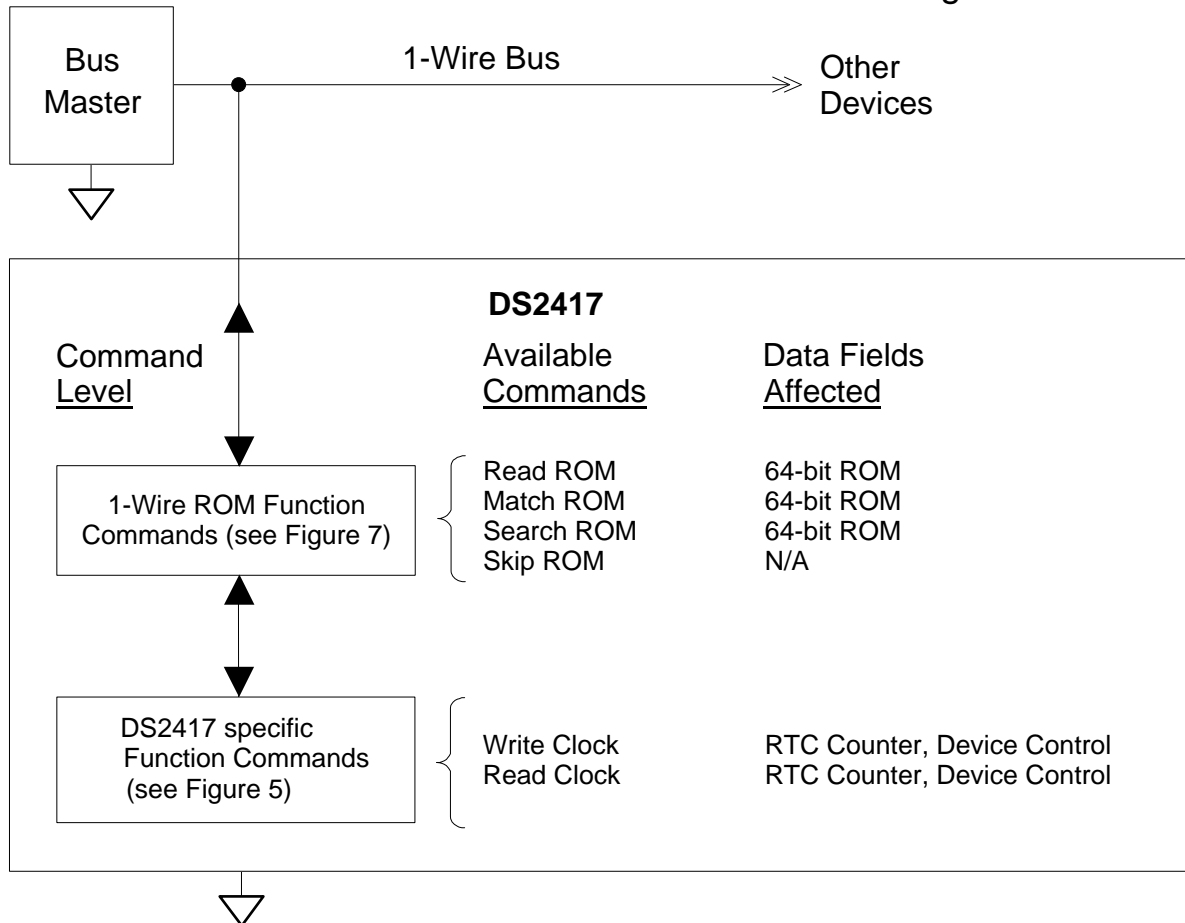 Bus
Master
1-Wire Bus
Other
Devices
DS2417
Command
Level
Available
Commands
Data Fields
Affected
1-Wire ROM Function
Commands (see Figure 7)
Read ROM 64-bit ROM
Match ROM 64-bit ROM
Search ROM 64-bit ROM
Skip ROM N/A
DS2417 specific
Function Commands
(see Figure 5)
Write Clock RTC Counter, Device Control
Read Clock RTC Counter, Device Control